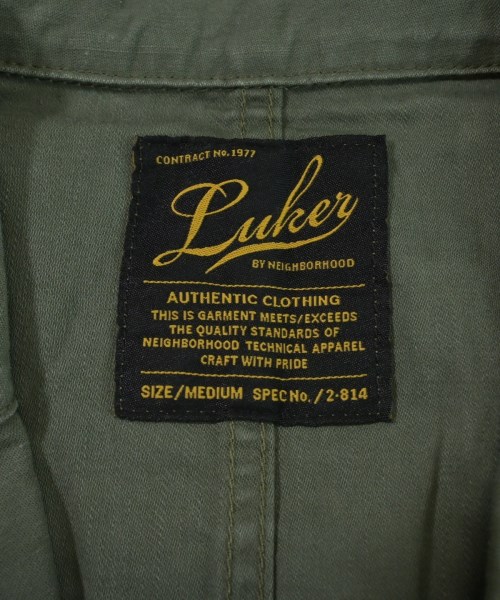 CONTRACT No. 1977
Luker
BY NEIGHBORHOOD
AUTHENTIC CLOTHING
THIS IS GARMENT MEETS/EXCEEDS
THE QUALITY STANDARDS OF
NEIGHBORHOOD TECHNICAL APPAREL
CRAFT WITH PRIDE
SIZE/MEDIUM SPEC No. /2-814